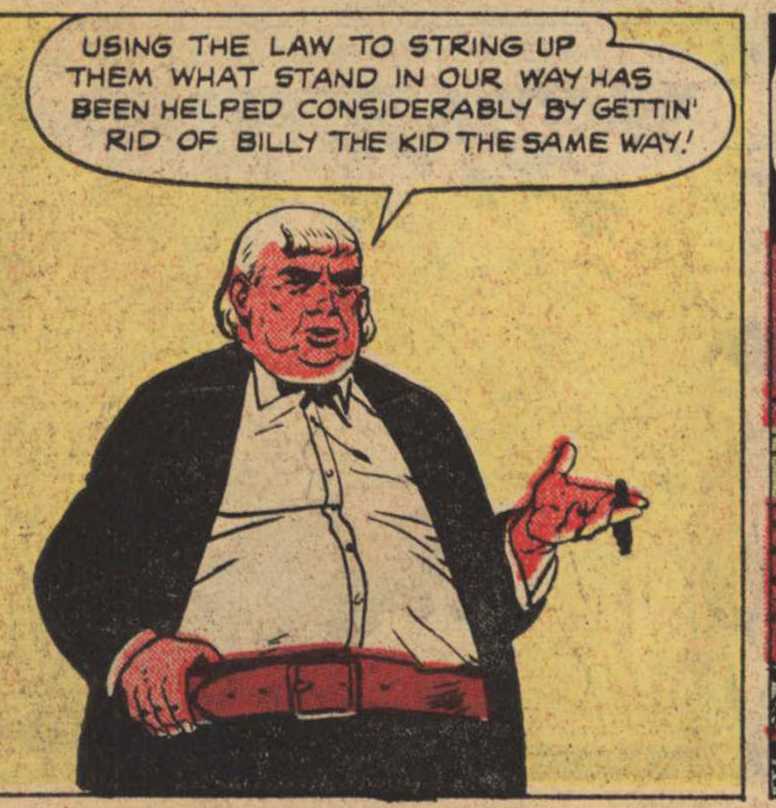 USING THE LAW TO STRING UP
THEM WHAT STAND IN OUR WAY HAS
BEEN HELPED CONSIDERABLY BY GETTIN'
RID OF BILLY THE KID THE SAME WAY!